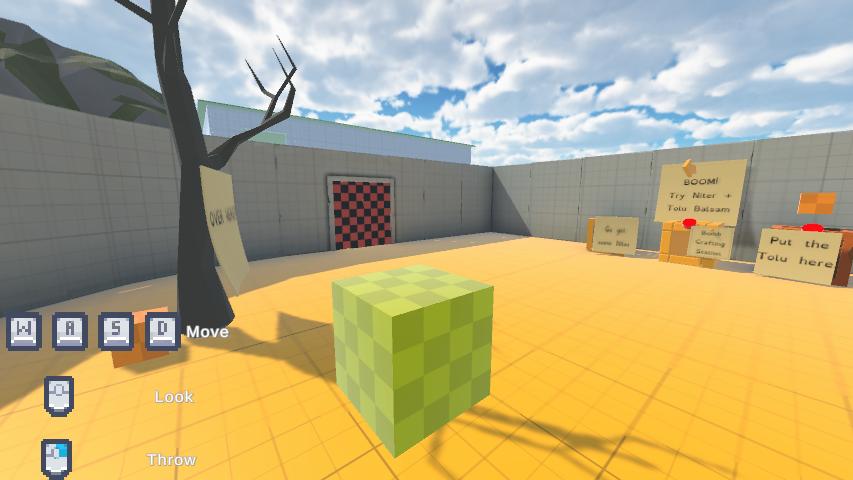 BOOM!
Try Niter +
Tolu Balsam
OVER HERE
Go get
some Niter
Bomb
Crafting
Station
Put the
Tolu here
W A S D Move
Look
Throw